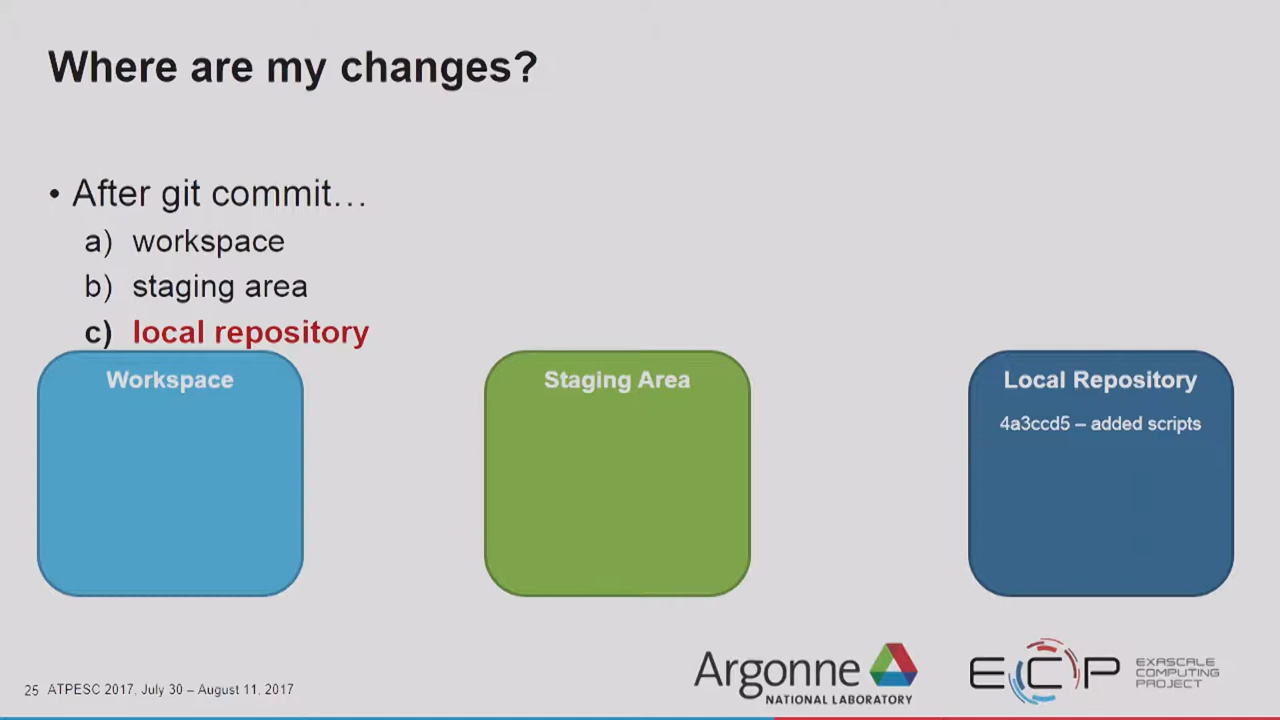 Where are my changes?
• After git commit…
a) workspace
b) staging area
c) local repository
Workspace
Staging Area
Local Repository
4a3ccd5 – added scripts
Argonne
NATIONAL LABORATORY
ECP
EXASCALE
COMPUTING
PROJECT
25 ATPESC 2017, July 30 – August 11, 2017